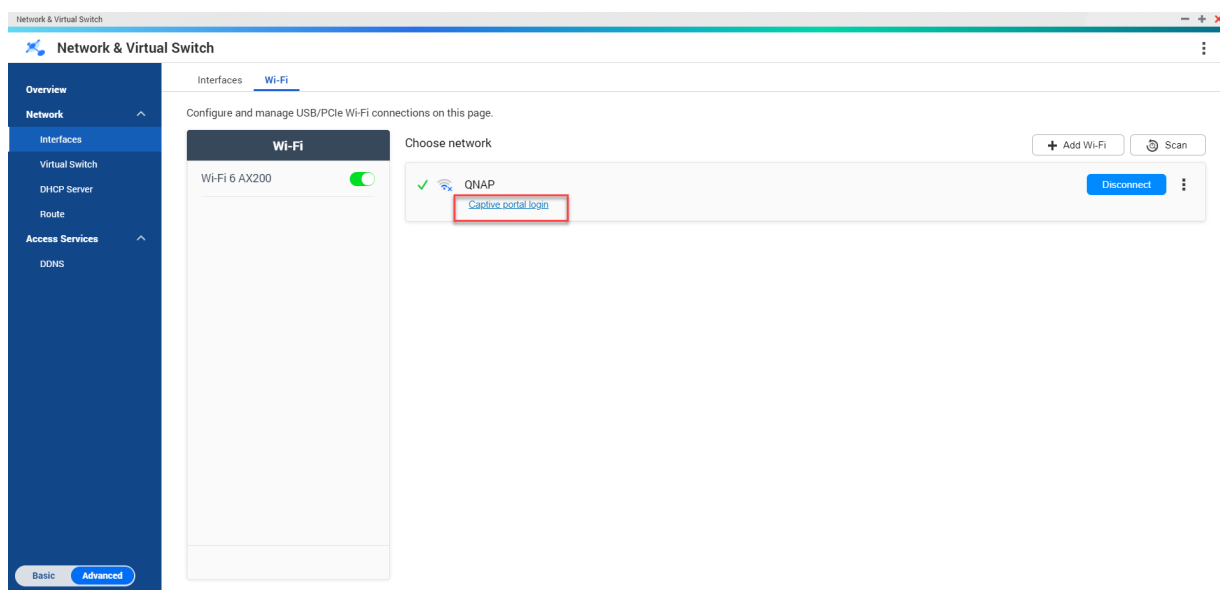 Network & Virtual Switch
Network & Virtual Switch
Overview
Network
Interfaces
Virtual Switch
DHCP Server
Route
Access Services
DDNS
Basic
Advanced
Interfaces
Wi-Fi
Configure and manage USB/PCIe Wi-Fi connections on this page.
Wi-Fi
Wi-Fi 6 AX200
Choose network
Add Wi-Fi
Scan
QNAP
Captive portal login
Disconnect